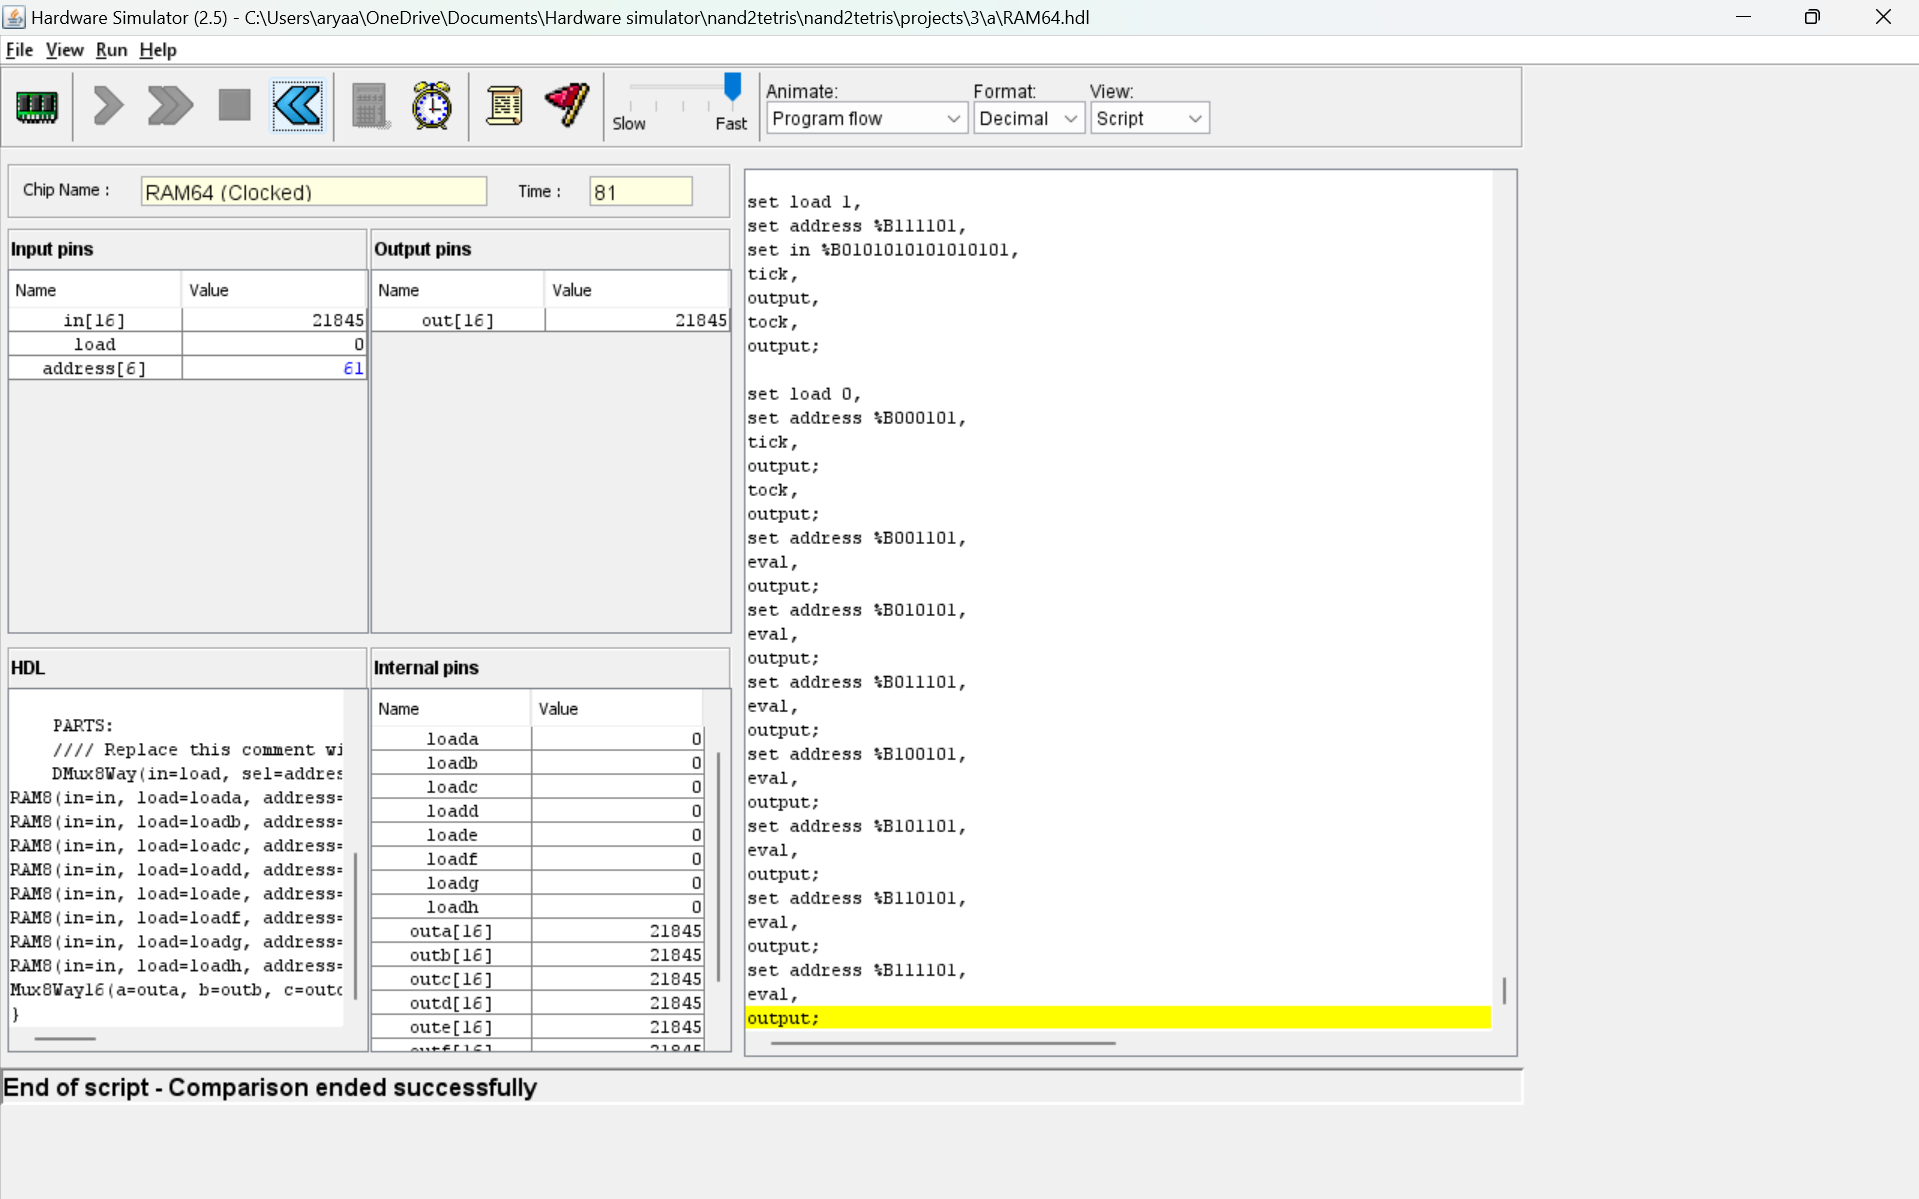 Hardware Simulator (2.5) - C:\Users\aryaa\OneDrive\Documents\Hardware simulator\nand2tetris\nand2tetris\projects\3\a\RAM64.hdl
File View Run Help
Slow Fast
Animate: Format: View:
Program flow Decimal Script
Chip Name : RAM64 (Clocked) Time : 81
Input pins
Name Value
in[16] 21845
load 0
address[6] 61
Output pins
Name Value
out[16] 21845
HDL
PARTS:
//// Replace this comment wi
DMux8Way(in=load, sel=addres
RAM8(in=in, load=loada, address=
RAM8(in=in, load=loadb, address=
RAM8(in=in, load=loadc, address=
RAM8(in=in, load=loadd, address=
RAM8(in=in, load=loade, address=
RAM8(in=in, load=loadf, address=
RAM8(in=in, load=loadg, address=
RAM8(in=in, load=loadh, address=
Mux8Way16(a=outa, b=outb, c=outc
}
Internal pins
Name Value
loada 0
loadb 0
loadc 0
loadd 0
loade 0
loadf 0
loadg 0
loadh 0
outa[16] 21845
outb[16] 21845
outc[16] 21845
outd[16] 21845
oute[16] 21845
outf[16] 21845
set load 1,
set address %B111101,
set in %B0101010101010101,
tick,
output,
tock,
output;
set load 0,
set address %B000101,
tick,
output;
tock,
output;
set address %B001101,
eval,
output;
set address %B010101,
eval,
output;
set address %B011101,
eval,
output;
set address %B100101,
eval,
output;
set address %B101101,
eval,
output;
set address %B110101,
eval,
output;
set address %B111101,
eval,
output;
End of script - Comparison ended successfully